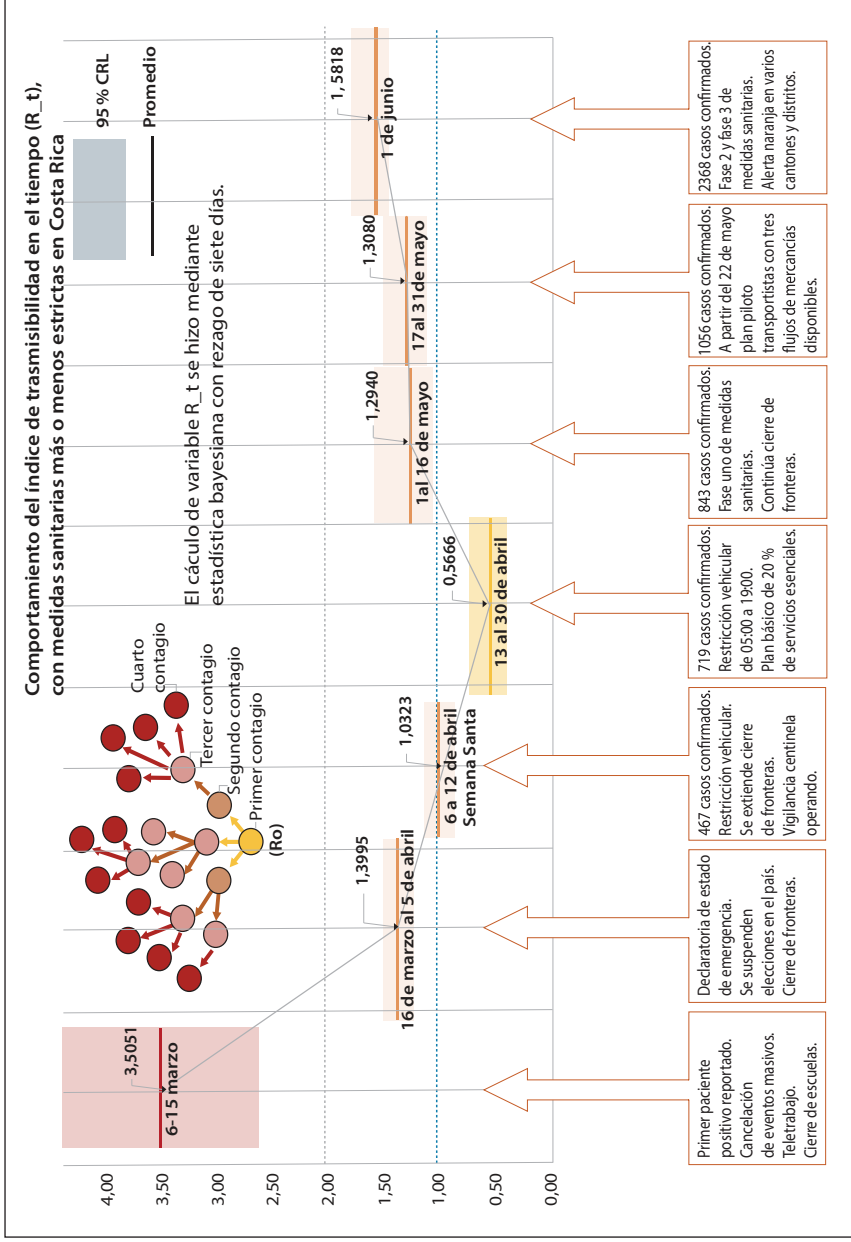 Comportamiento del índice de trasmisibilidad en el tiempo (R_t),
con medidas sanitarias más o menos estrictas en Costa Rica
95 % CRL
Promedio
El cáculo de variable R_t se hizo mediante
estadística bayesiana con rezago de siete días.
Cuarto
contagio
Tercer contagio
Segundo contagio
Primer contagio
(Ro)
4,00
3,50
3,00
2,50
2,00
1,50
1,00
0,50
0,00
3,5051
6-15 marzo
1,3995
16 de marzo al 5 de abril
1,0323
6 a 12 de abril
Semana Santa
0,5666
13 al 30 de abril
1,2940
1al 16 de mayo
1,3080
17al 31de mayo
1, 5818
1 de junio
Primer paciente
positivo reportado.
Cancelación
de eventos masivos.
Teletrabajo.
Cierre de escuelas.
Declaratoria de estado
de emergencia.
Se suspenden
elecciones en el país.
Cierre de fronteras.
467 casos confirmados.
Restricción vehicular.
Se extiende cierre
de fronteras.
Vigilancia centinela
operando.
719 casos confirmados.
Restricción vehicular
de 05:00 a 19:00.
Plan básico de 20 %
de servicios esenciales.
843 casos confirmados.
Fase uno de medidas
sanitarias.
Continúa cierre de
fronteras.
1056 casos confirmados.
A partir del 22 de mayo
plan piloto
transportistas con tres
flujos de mercancías
disponibles.
2368 casos confirmados.
Fase 2 y fase 3 de
medidas sanitarias.
Alerta naranja en varios
cantones y distritos.